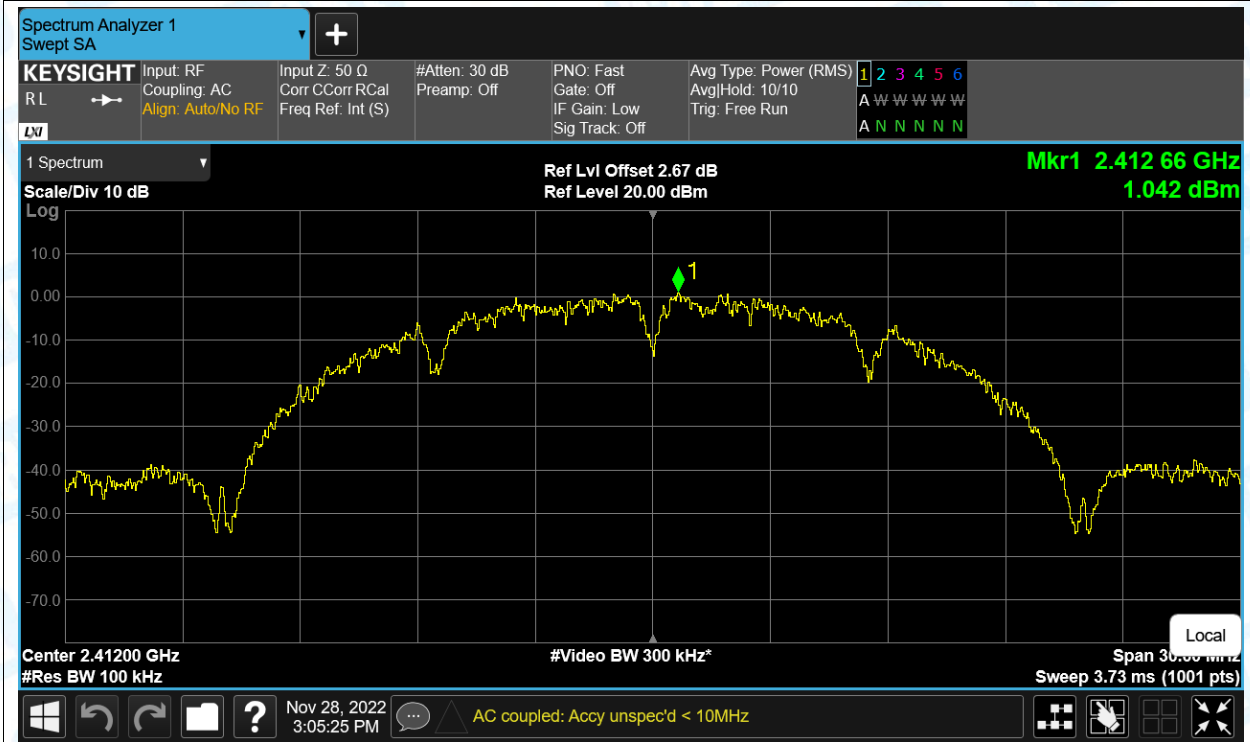 Spectrum Analyzer 1
Swept SA
+
KEYSIGHT
R L
LXI
Input: RF
Coupling: AC
Align: Auto/No RF
Input Z: 50 Ω
Corr CCorr RCal
Freq Ref: Int (S)
#Atten: 30 dB
Preamp: Off
PNO: Fast
Gate: Off
IF Gain: Low
Sig Track: Off
Avg Type: Power (RMS)
Avg|Hold: 10/10
Trig: Free Run
1 2 3 4 5 6
A W W W W W
A N N N N N
1 Spectrum
Scale/Div 10 dB
Log
Ref Lvl Offset 2.67 dB
Ref Level 20.00 dBm
Mkr1 2.412 66 GHz
1.042 dBm
1
10.0
0.00
-10.0
-20.0
-30.0
-40.0
-50.0
-60.0
-70.0
Local
Center 2.41200 GHz
#Res BW 100 kHz
#Video BW 300 kHz*
Span 30.00 MHz
Sweep 3.73 ms (1001 pts)
?
Nov 28, 2022
3:05:25 PM
AC coupled: Accy unspec'd < 10MHz